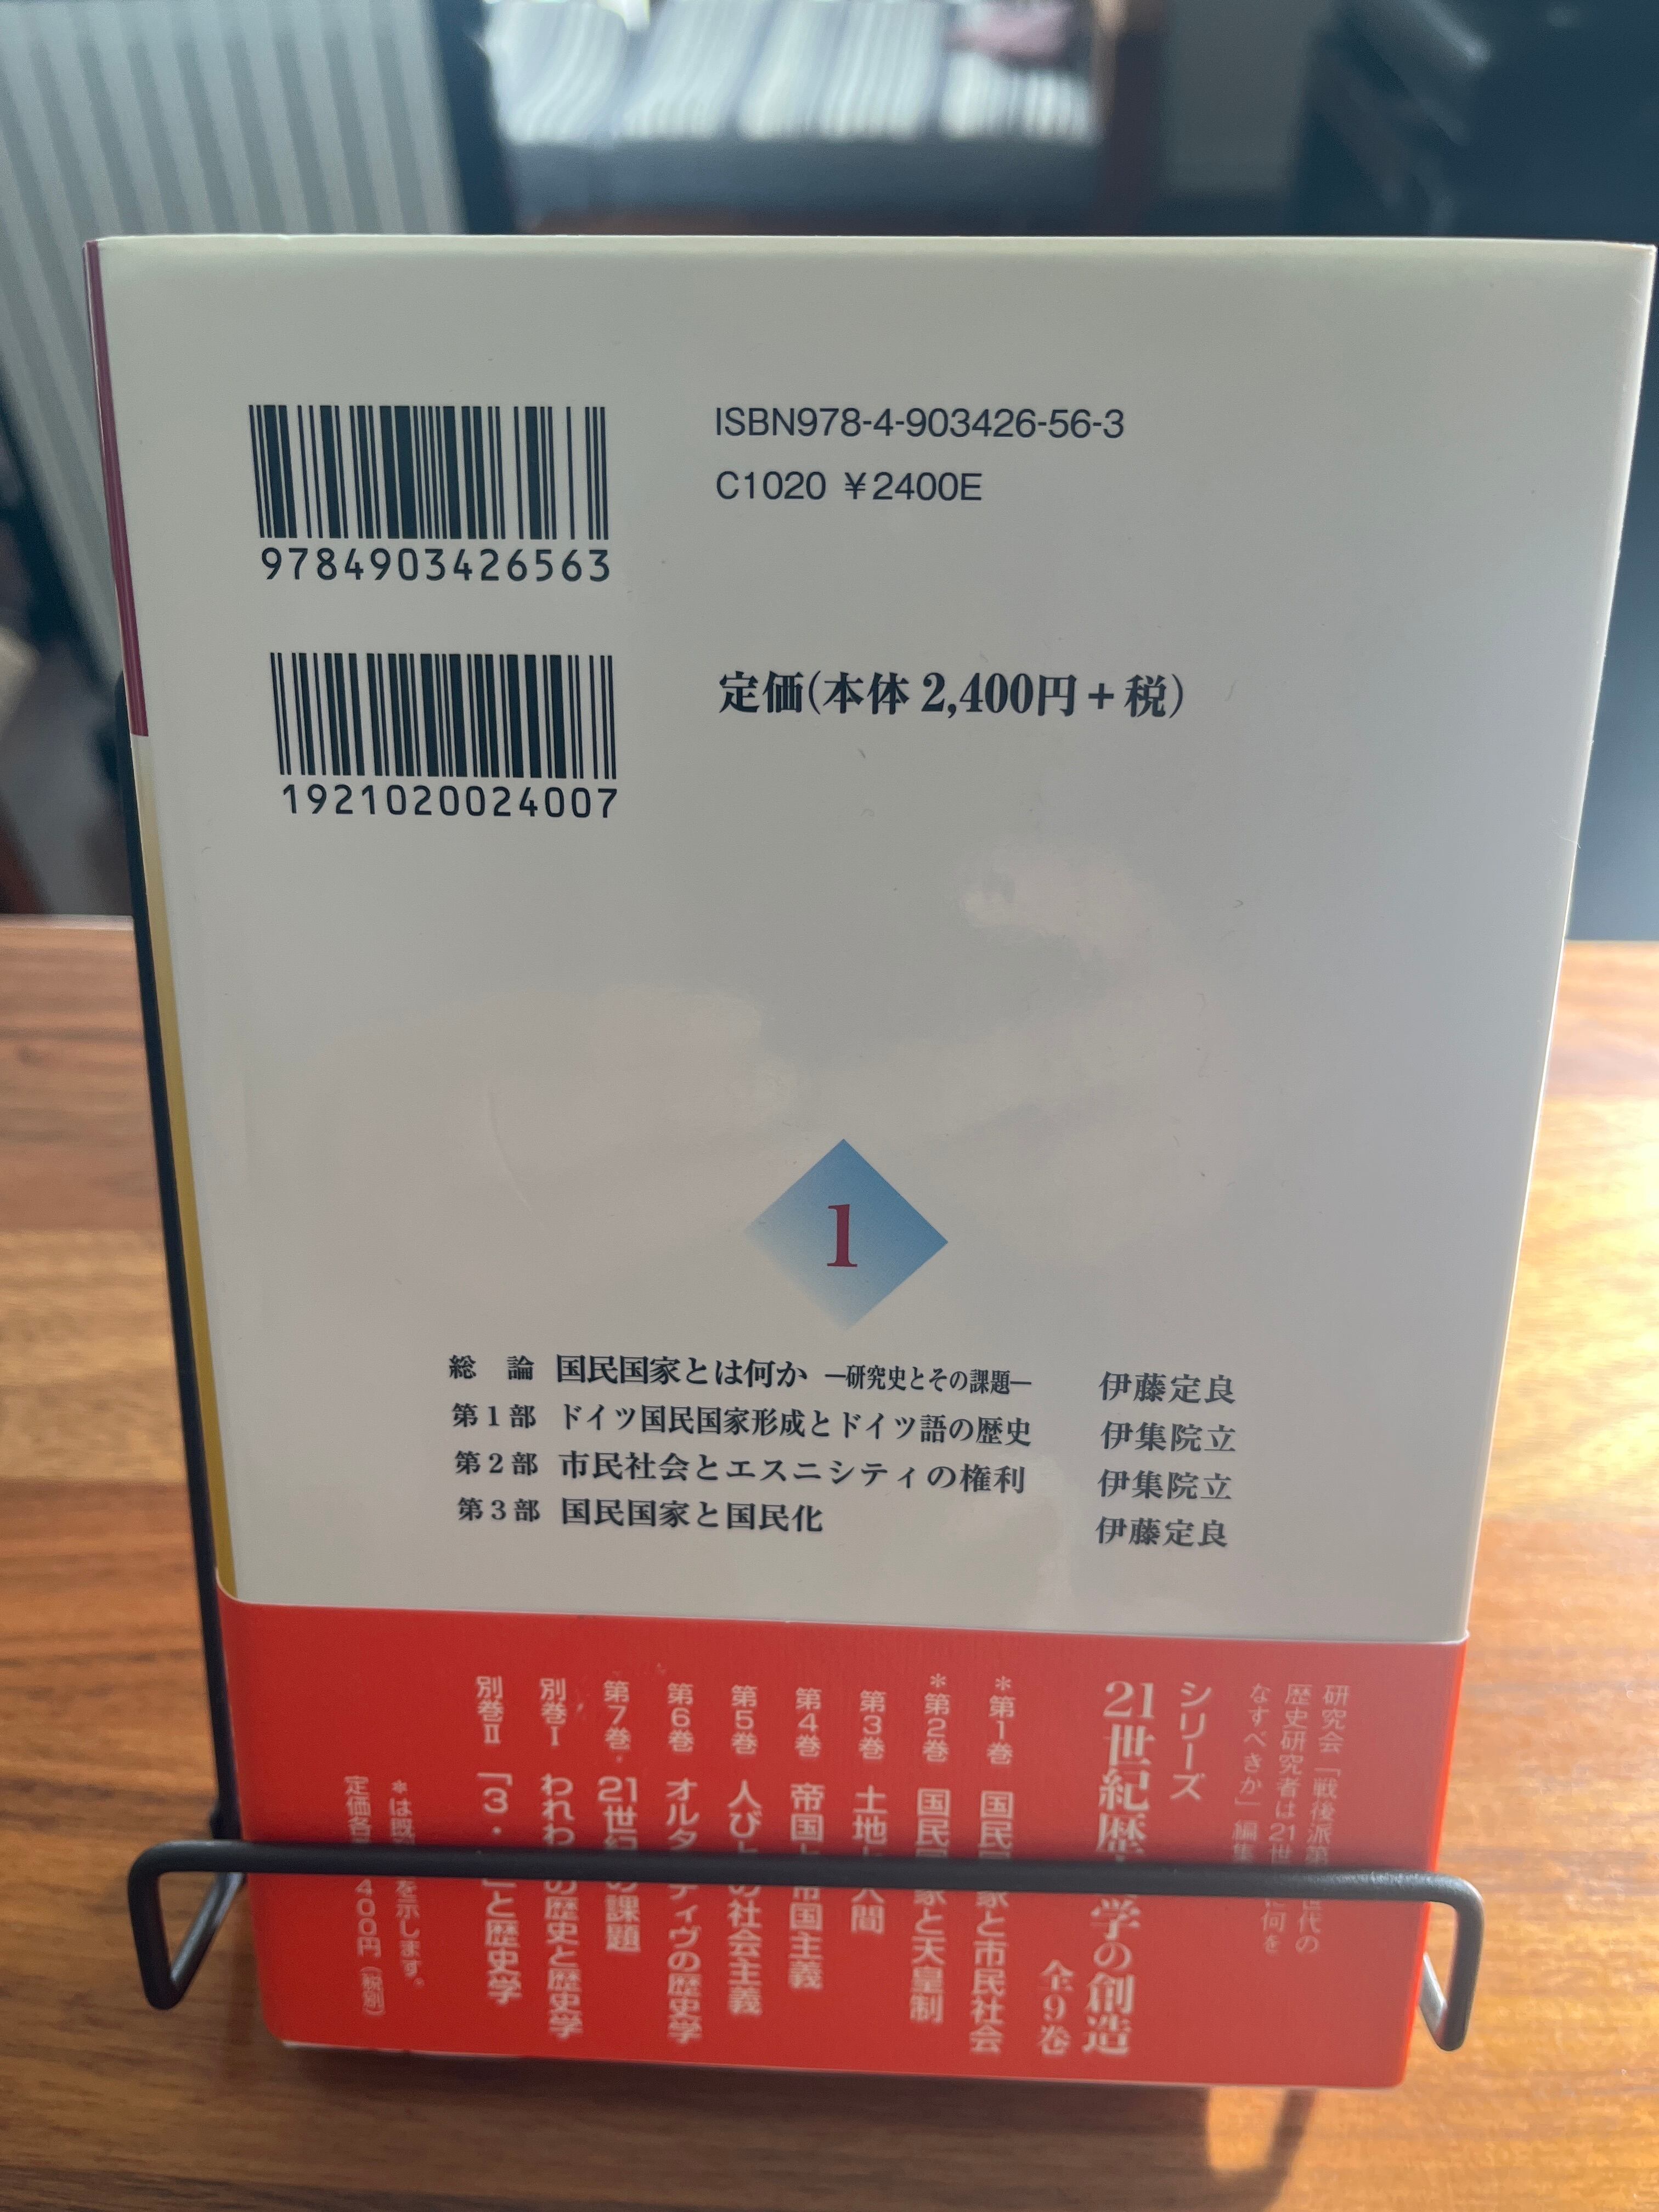 ISBN978-4-903426-56-3
C1020 ¥2400E
9784903426563
定価(本体 2,400円+税)
1921020024007
1
総 論 国民国家とは何か ―研究史とその課題― 伊藤定良
第1部 ドイツ国民国家形成とドイツ語の歴史 伊集院立
第2部 市民社会とエスニシティの権利 伊集院立
第3部 国民国家と国民化 伊藤定良
研究会「戦後派第 世代の
歴史研究者は21世 に何を
なすべきか」編集
シリーズ
21世紀歴 学の創造
全9巻
*第1巻 国民 家と市民社会
*第2巻 国民 家と天皇制
第3巻 土地 人間
第4巻 帝国 帝国主義
第5巻 人び の社会主義
第6巻 オルタ ティヴの歴史学
第7巻 21世紀 の課題
別巻Ⅰ われわ の歴史と歴史学
別巻Ⅱ 「3・ 」と歴史学
*は既 を示します。
定価各 400円(税別)